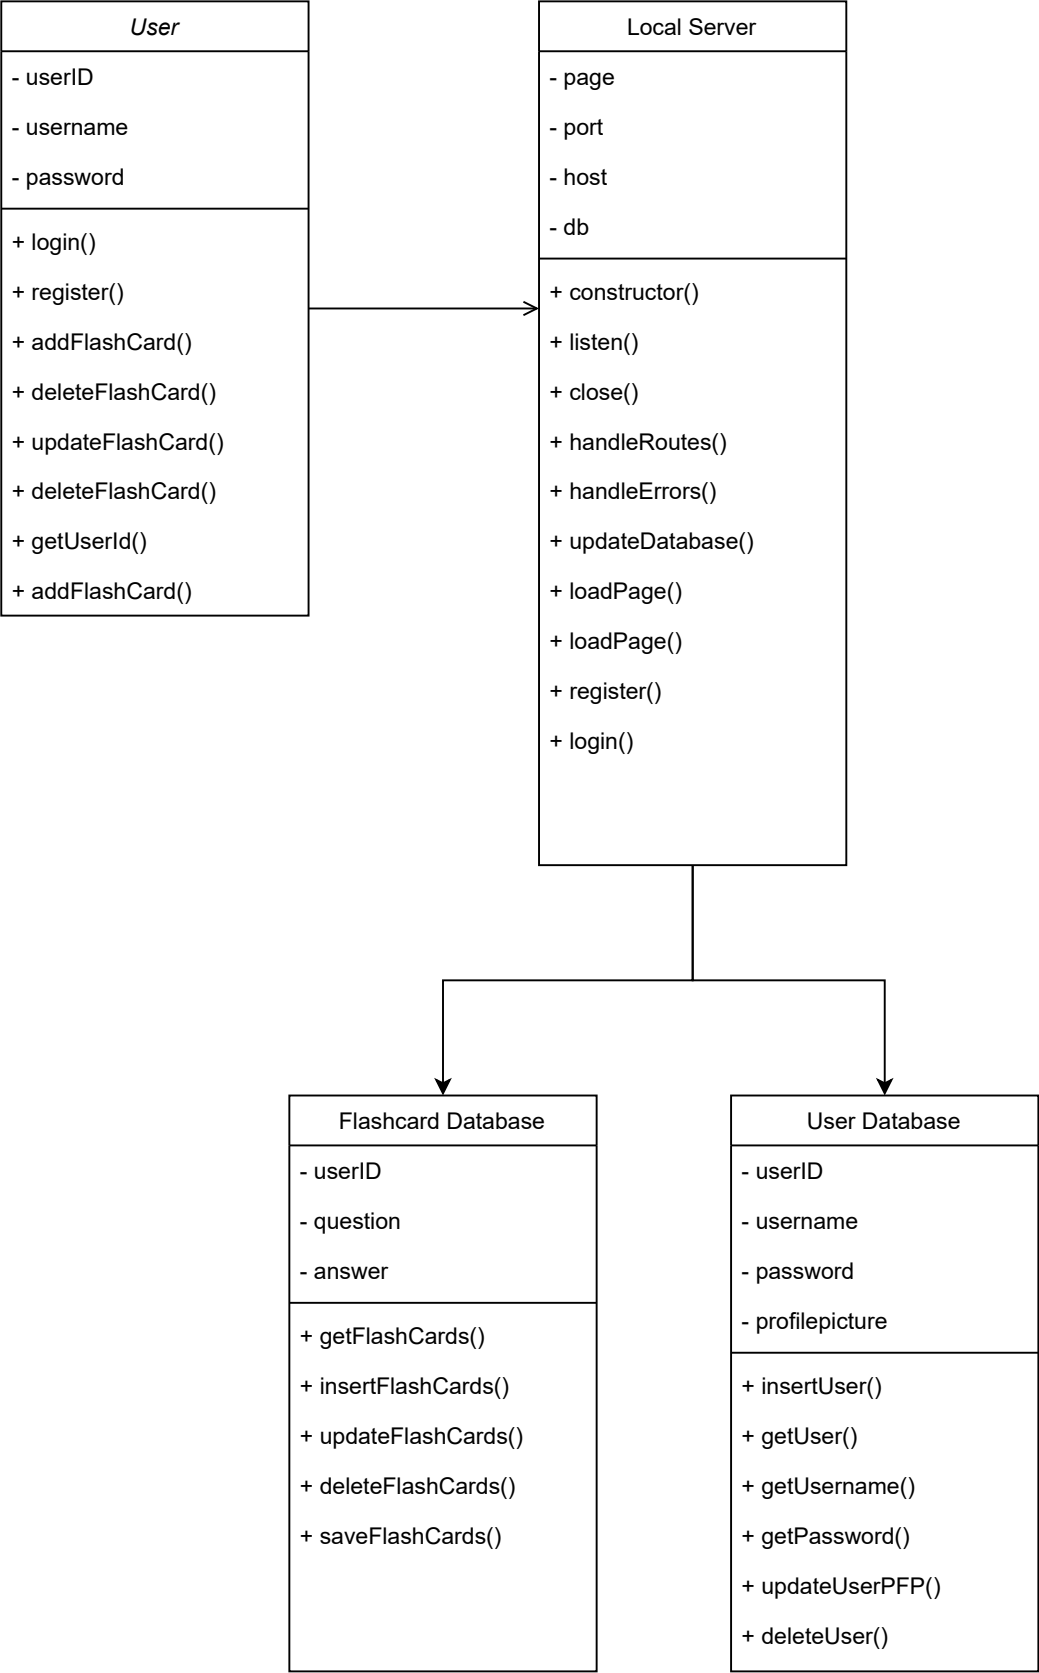 User
- userID
- username
- password
+ login()
+ register()
+ addFlashCard()
+ deleteFlashCard()
+ updateFlashCard()
+ deleteFlashCard()
+ getUserId()
+ addFlashCard()
Local Server
- page
- port
- host
- db
+ constructor()
+ listen()
+ close()
+ handleRoutes()
+ handleErrors()
+ updateDatabase()
+ loadPage()
+ loadPage()
+ register()
+ login()
Flashcard Database
- userID
- question
- answer
+ getFlashCards()
+ insertFlashCards()
+ updateFlashCards()
+ deleteFlashCards()
+ saveFlashCards()
User Database
- userID
- username
- password
- profilepicture
+ insertUser()
+ getUser()
+ getUsername()
+ getPassword()
+ updateUserPFP()
+ deleteUser()